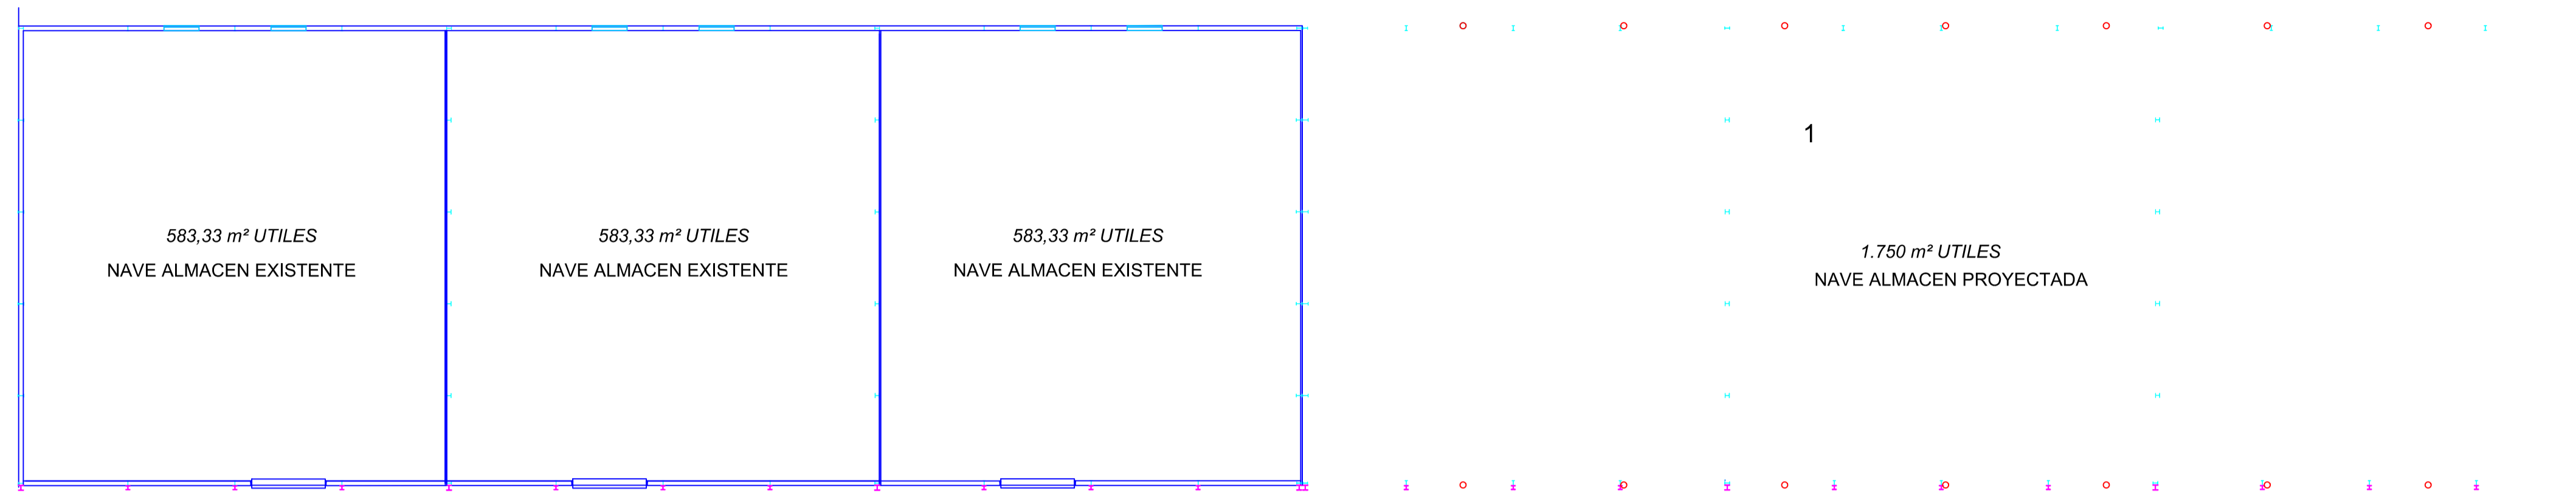 583,33 m² UTILES
NAVE ALMACEN EXISTENTE
583,33 m² UTILES
NAVE ALMACEN EXISTENTE
583,33 m² UTILES
NAVE ALMACEN EXISTENTE
1
1.750 m² UTILES
NAVE ALMACEN PROYECTADA